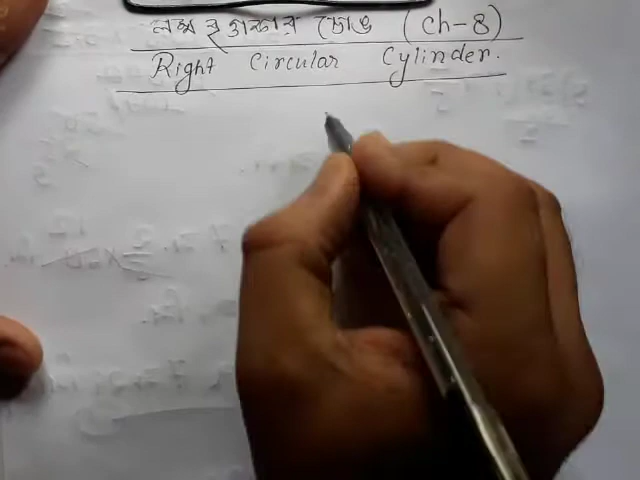 লম্ব বৃত্তাকার চোঙ (Ch-8)
Right Circular Cylinder.